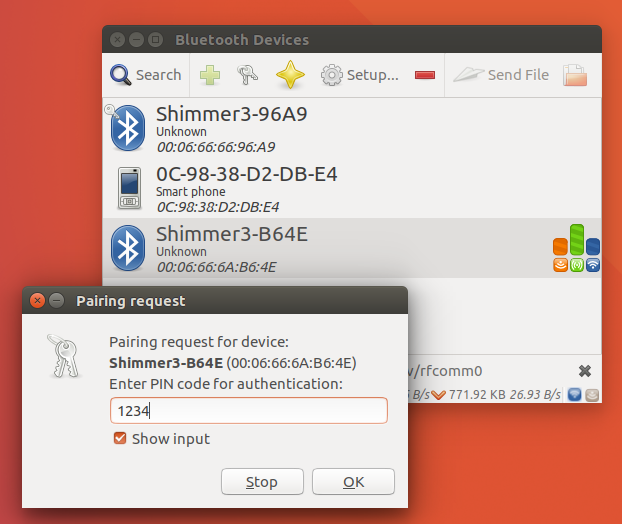 Bluetooth Devices
Search
Setup...
Send File
Shimmer3-96A9
Unknown
00:06:66:66:96:A9
0C-98-38-D2-DB-E4
Smart phone
0C:98:38:D2:DB:E4
Shimmer3-B64E
Unknown
00:06:66:6A:B6:4E
Pairing request
Pairing request for device:
Shimmer3-B64E (00:06:66:6A:B6:4E)
Enter PIN code for authentication:
1234
Show input
Stop
OK
v/rfcomm0
B/s 771.92 KB 26.93 B/s